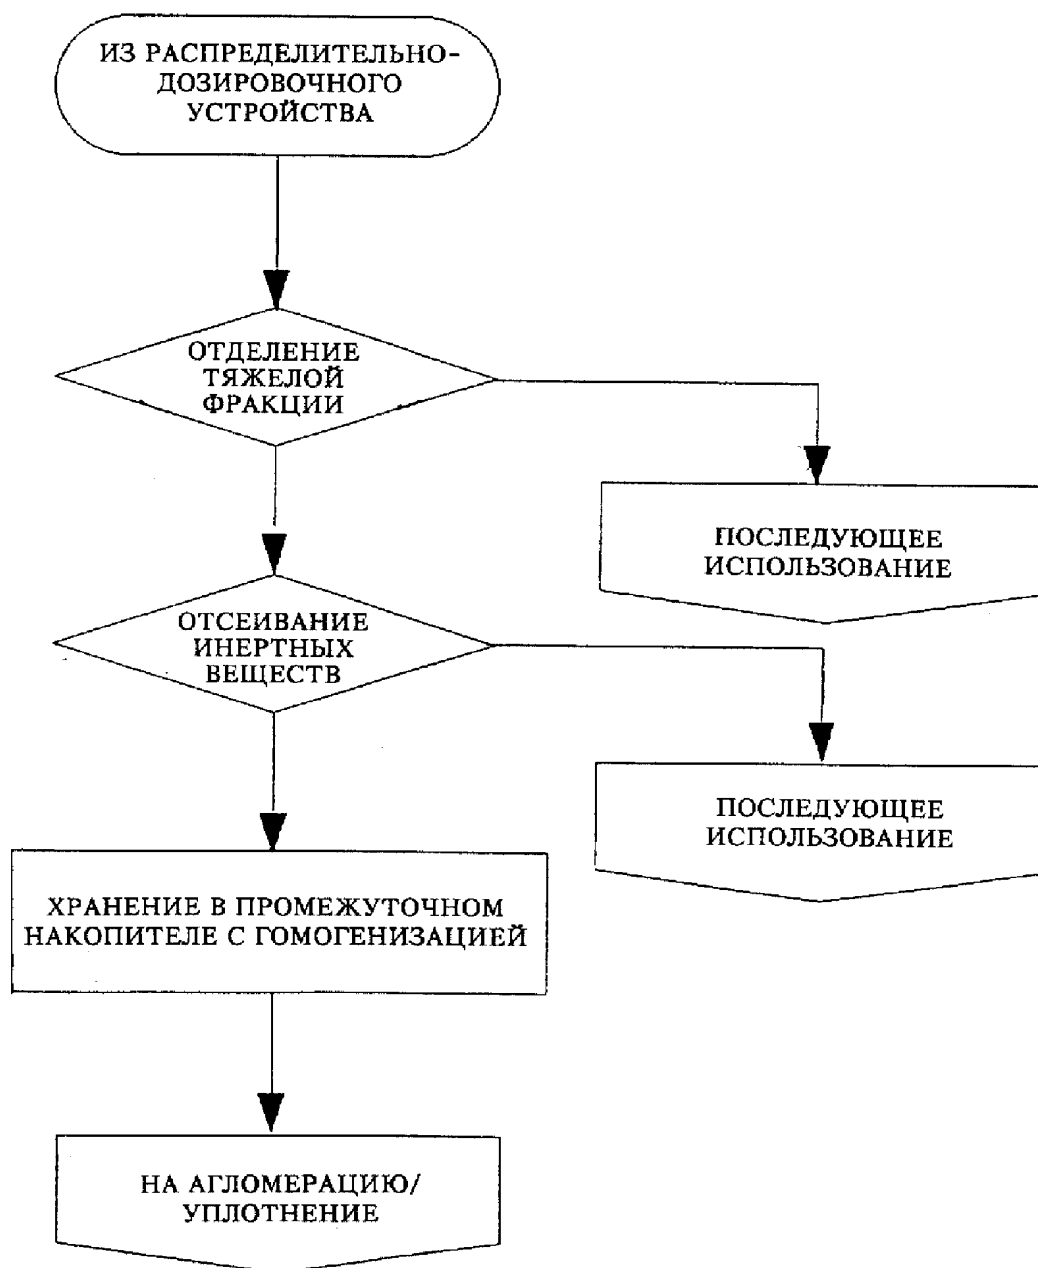 ИЗ РАСПРЕДЕЛИТЕЛЬНО-
ДОЗИРОВОЧНОГО
УСТРОЙСТВА
ОТДЕЛЕНИЕ
ТЯЖЕЛОЙ
ФРАКЦИИ
ПОСЛЕДУЮЩЕЕ
ИСПОЛЬЗОВАНИЕ
ОТСЕИВАНИЕ
ИНЕРТНЫХ
ВЕЩЕСТВ
ПОСЛЕДУЮЩЕЕ
ИСПОЛЬЗОВАНИЕ
ХРАНЕНИЕ В ПРОМЕЖУТОЧНОМ
НАКОПИТЕЛЕ С ГОМОГЕНИЗАЦИЕЙ
НА АГЛОМЕРАЦИЮ/
УПЛОТНЕНИЕ